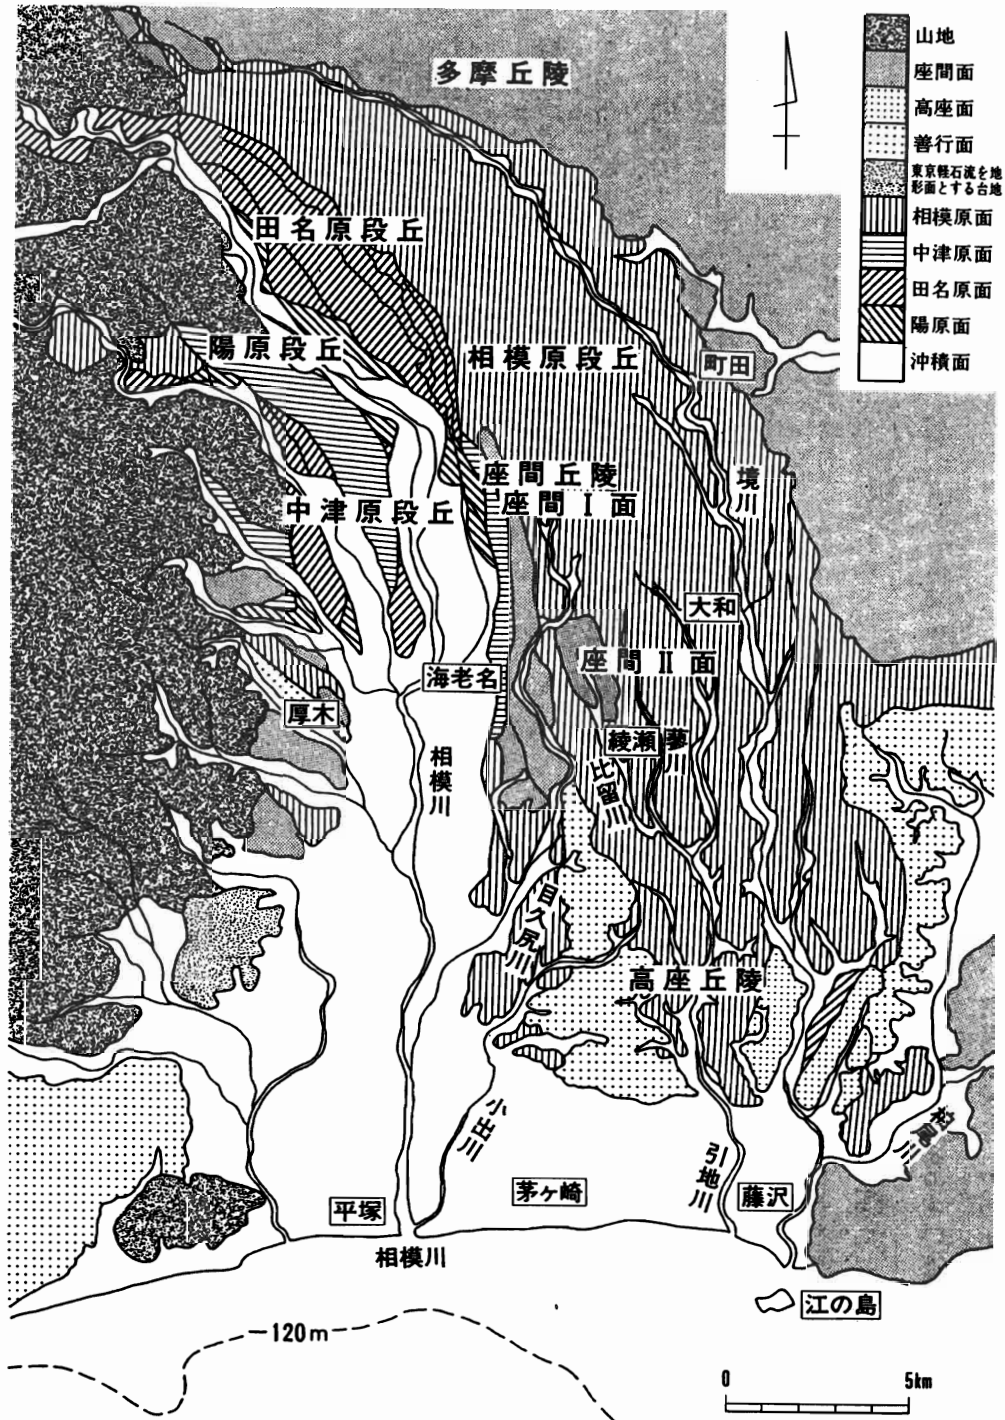 多摩丘陵
山地
座間面
高座面
善行面
東京軽石流を地
形面とする台地
相模原面
中津原面
田名原面
陽原面
沖積面
田名原段丘
陽原段丘
相模原段丘
町田
座間丘陵
座間Ⅰ面
境川
中津原段丘
大和
座間Ⅱ面
海老名
厚木
綾瀬
蓼川
比留川
相模川
目久尻川
高座丘陵
小出川
引地川
平塚
茅ヶ崎
藤沢
相模川
江の島
-120m
0
5km